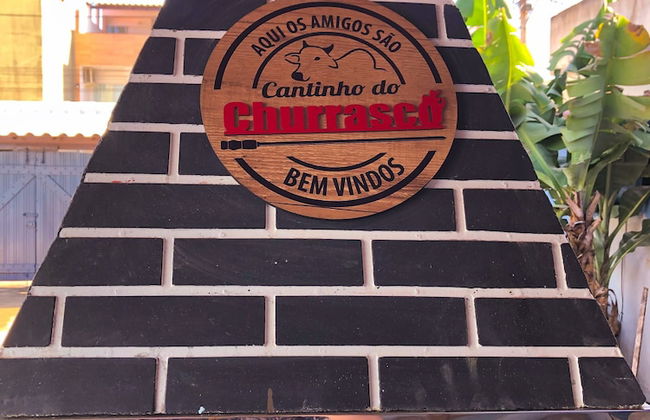 AQUI OS AMIGOS SÃO
Cantinho do
Churrasco
BEM VINDOS